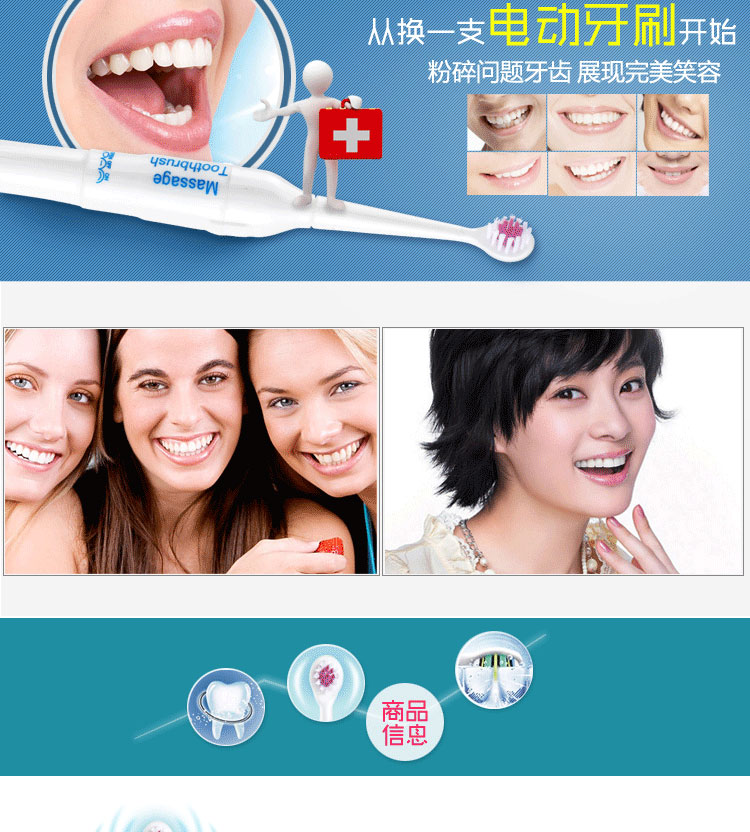 从换一支电动牙刷开始
粉碎问题牙齿 展现完美笑容
Massage
Toothbrush
商品
信息